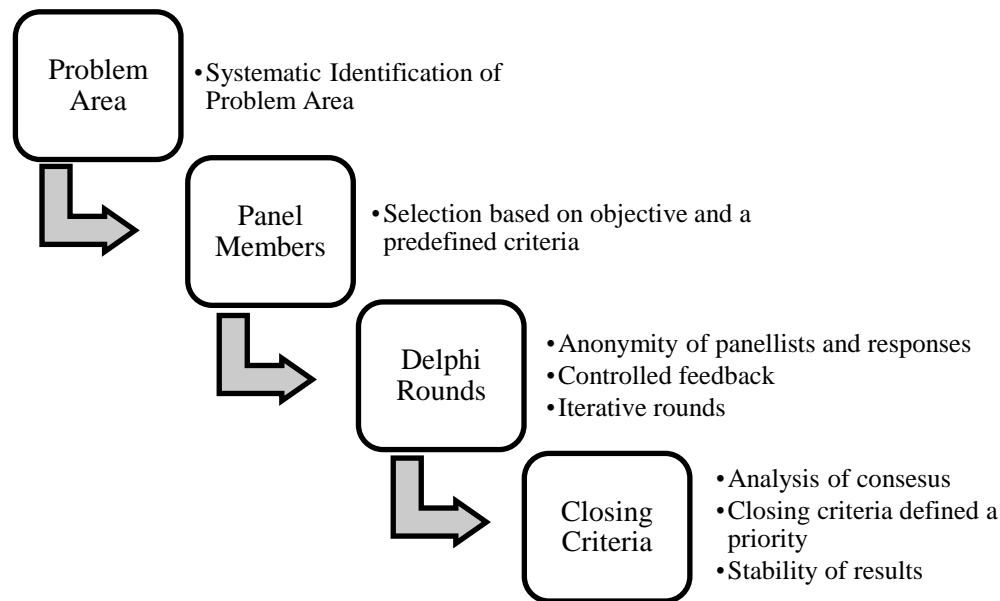 Problem
Area
•Systematic Identification of
Problem Area
Panel
Members
•Selection based on objective and a
predefined criteria
Delphi
Rounds
•Anonymity of panellists and responses
•Controlled feedback
•Iterative rounds
Closing
Criteria
•Analysis of consesus
•Closing criteria defined a
priority
•Stability of results